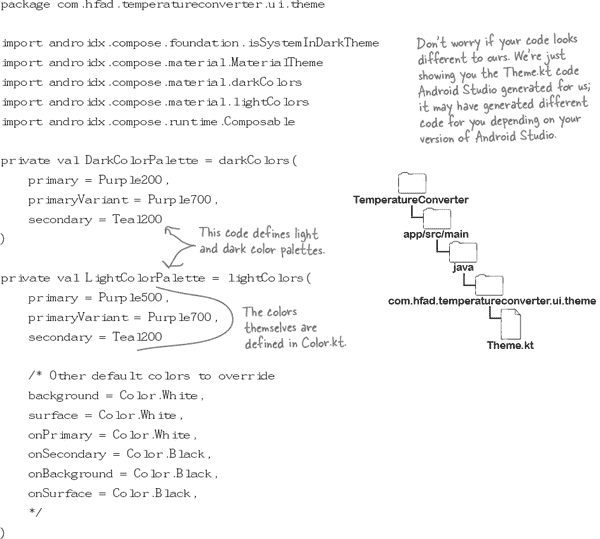 package com.hfad.temperatureconverter.ui.theme
import androidx.compose.foundation.isSystemInDarkTheme
import androidx.compose.material.MaterialTheme
import androidx.compose.material.darkColors
import androidx.compose.material.lightColors
import androidx.compose.runtime.Composable
Don't worry if your code looks
different to ours. We're just
showing you the Theme.kt code
Android Studio generated for us;
it may have generated different
code for you depending on your
version of Android Studio.
private val DarkColorPalette = darkColors(
primary = Purple200,
primaryVariant = Purple700,
secondary = Teal200
)
This code defines light
and dark color palettes.
private val LightColorPalette = lightColors(
primary = Purple500,
primaryVariant = Purple700,
secondary = Teal200
The colors
themselves are
defined in Color.kt.
/* Other default colors to override
background = Color.White,
surface = Color.White,
onPrimary = Color.White,
onSecondary = Color.Black,
onBackground = Color.Black,
onSurface = Color.Black,
*/
)
TemperatureConverter
app/src/main
java
com.hfad.temperatureconverter.ui.theme
Theme.kt